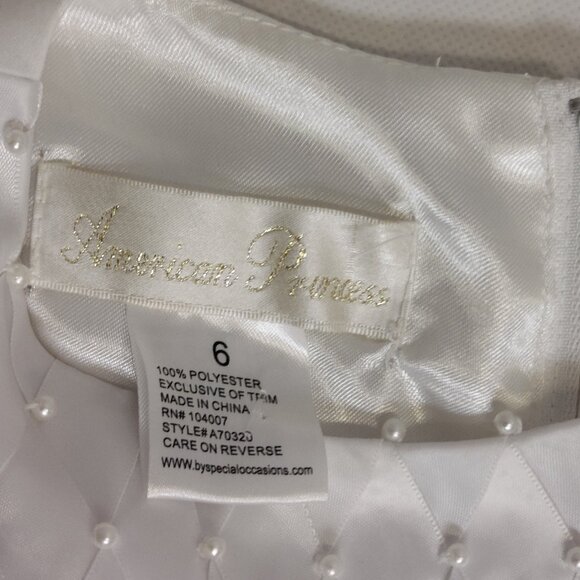 American Princess
6
100% POLYESTER
EXCLUSIVE OF TRIM
MADE IN CHINA
RN# 104007
STYLE# A70320
CARE ON REVERSE
www.byspecialoccasions.com